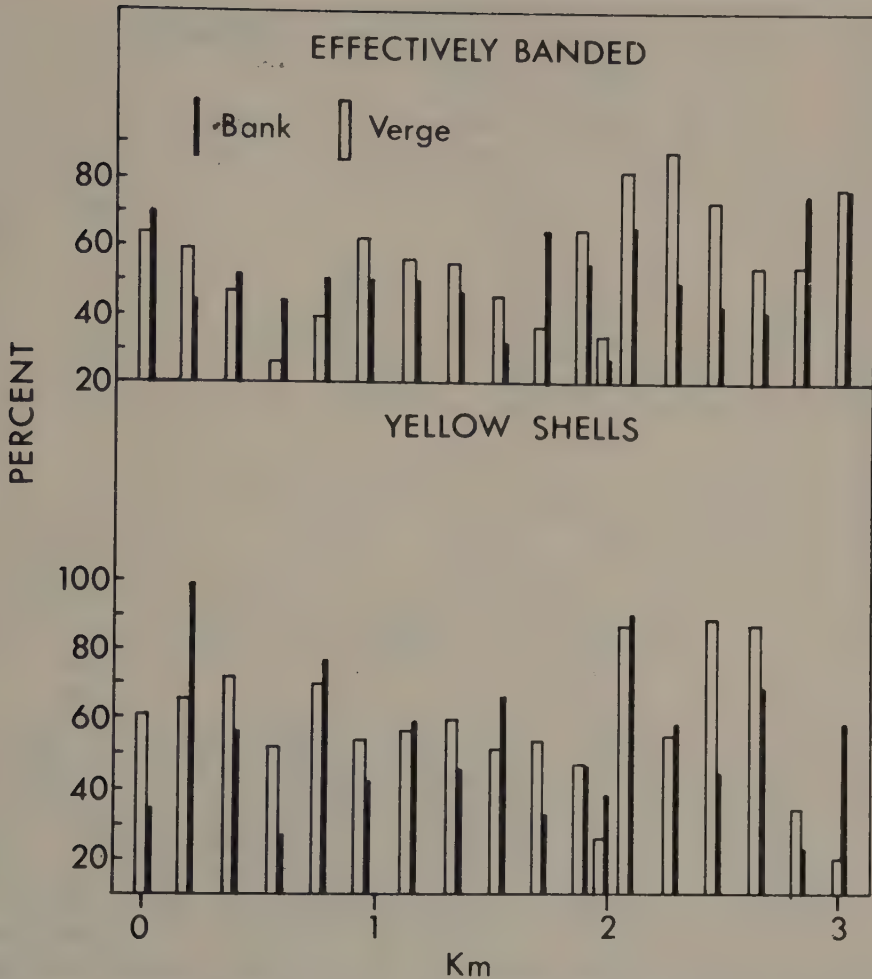 EFFECTIVELY BANDED
Bank Verge
80
60
40
20
PERCENT
YELLOW SHELLS
100
80
60
40
20
0 1 2 3
Km